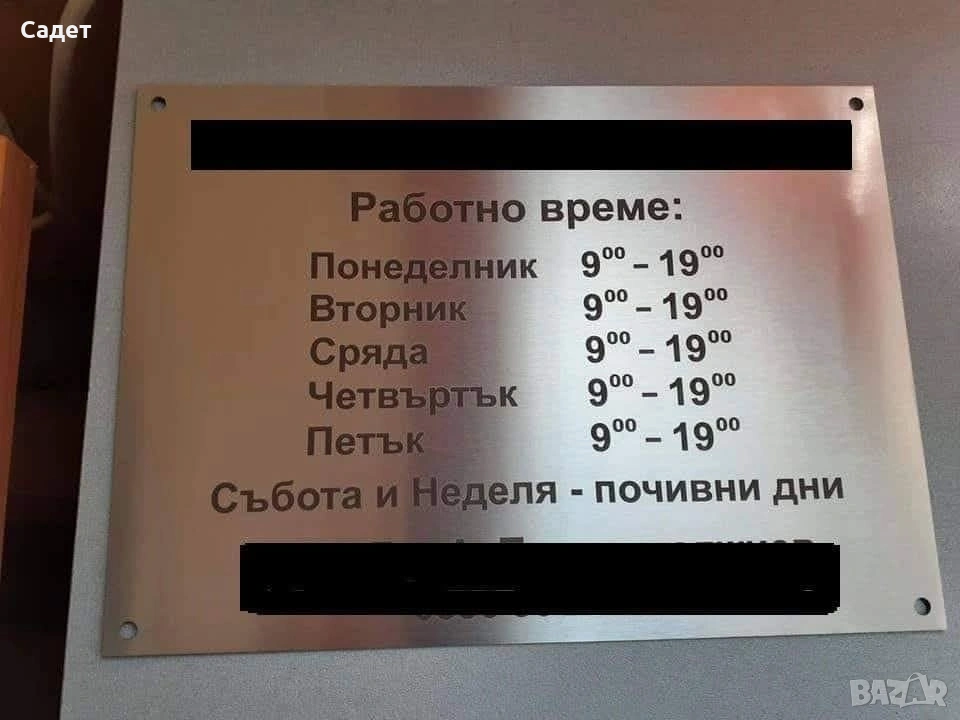 Садет
Работно време:
Понеделник 9⁰⁰ – 19⁰⁰
Вторник 9⁰⁰ – 19⁰⁰
Сряда 9⁰⁰ – 19⁰⁰
Четвъртък 9⁰⁰ – 19⁰⁰
Петък 9⁰⁰ – 19⁰⁰
Събота и Неделя - почивни дни
BAZAR